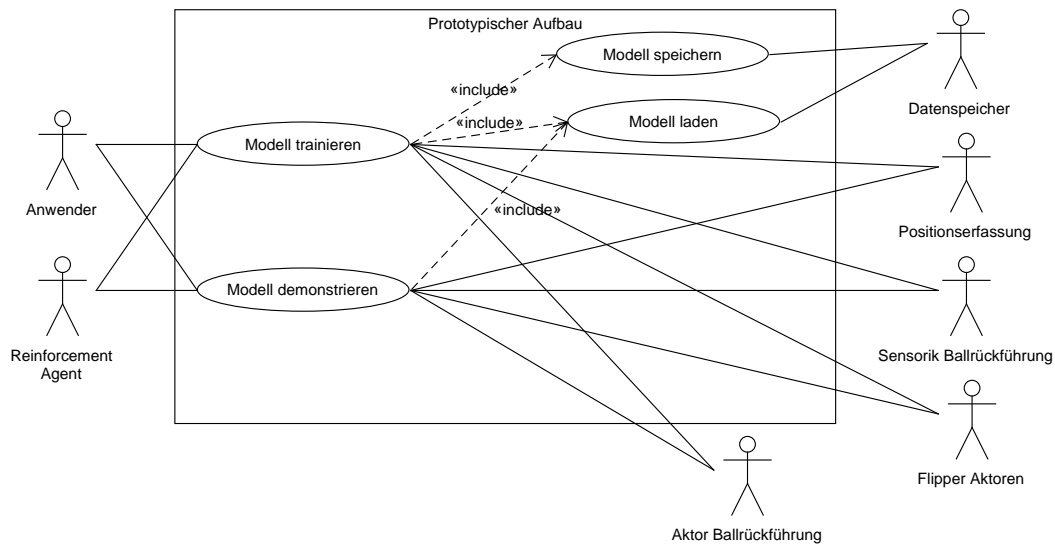 Prototypischer Aufbau
Modell speichern
«include»
Datenspeicher
«include»
Modell laden
Modell trainieren
Anwender
«include»
Positionserfassung
Modell demonstrieren
Reinforcement
Agent
Sensorik Ballrückführung
Flipper Aktoren
Aktor Ballrückführung